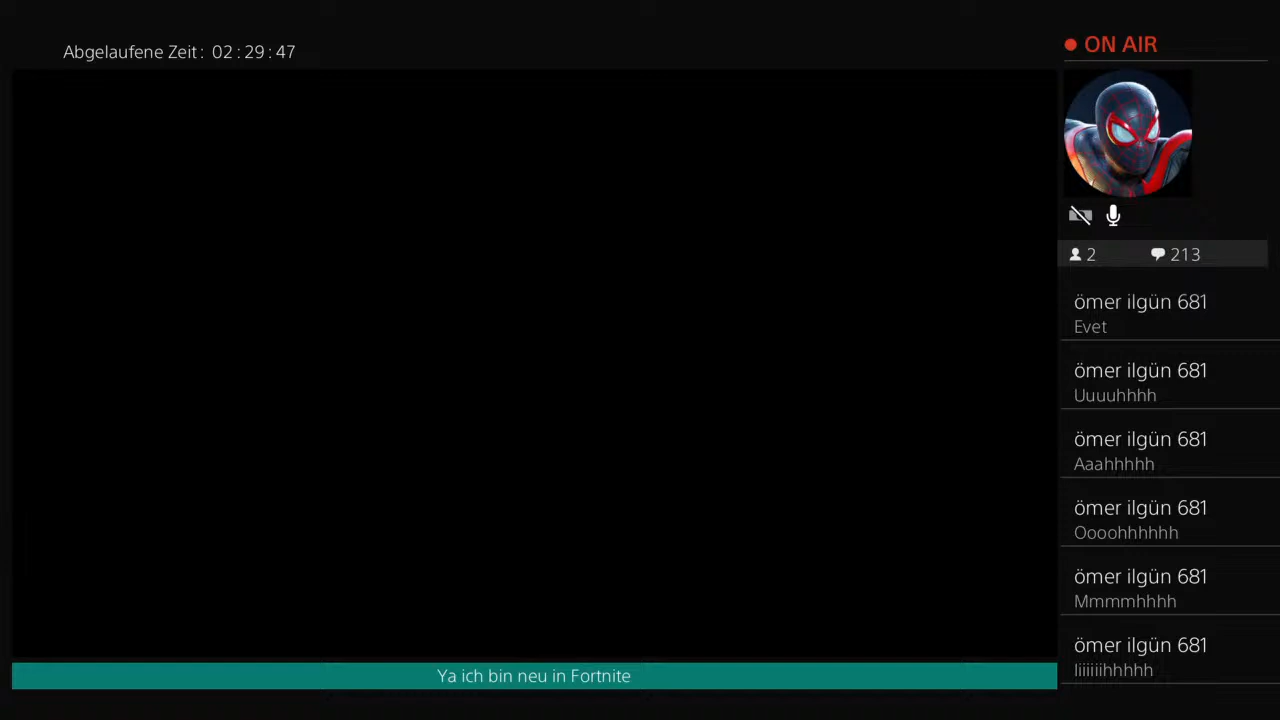 Abgelaufene Zeit: 02:29:47
ON AIR
2 213
ömer ilgün 681
Evet
ömer ilgün 681
Uuuuhhhh
ömer ilgün 681
Aaahhhhh
ömer ilgün 681
Oooohhhhhh
ömer ilgün 681
Mmmmhhhh
ömer ilgün 681
Iiiiiiihhhhh
Ya ich bin neu in Fortnite